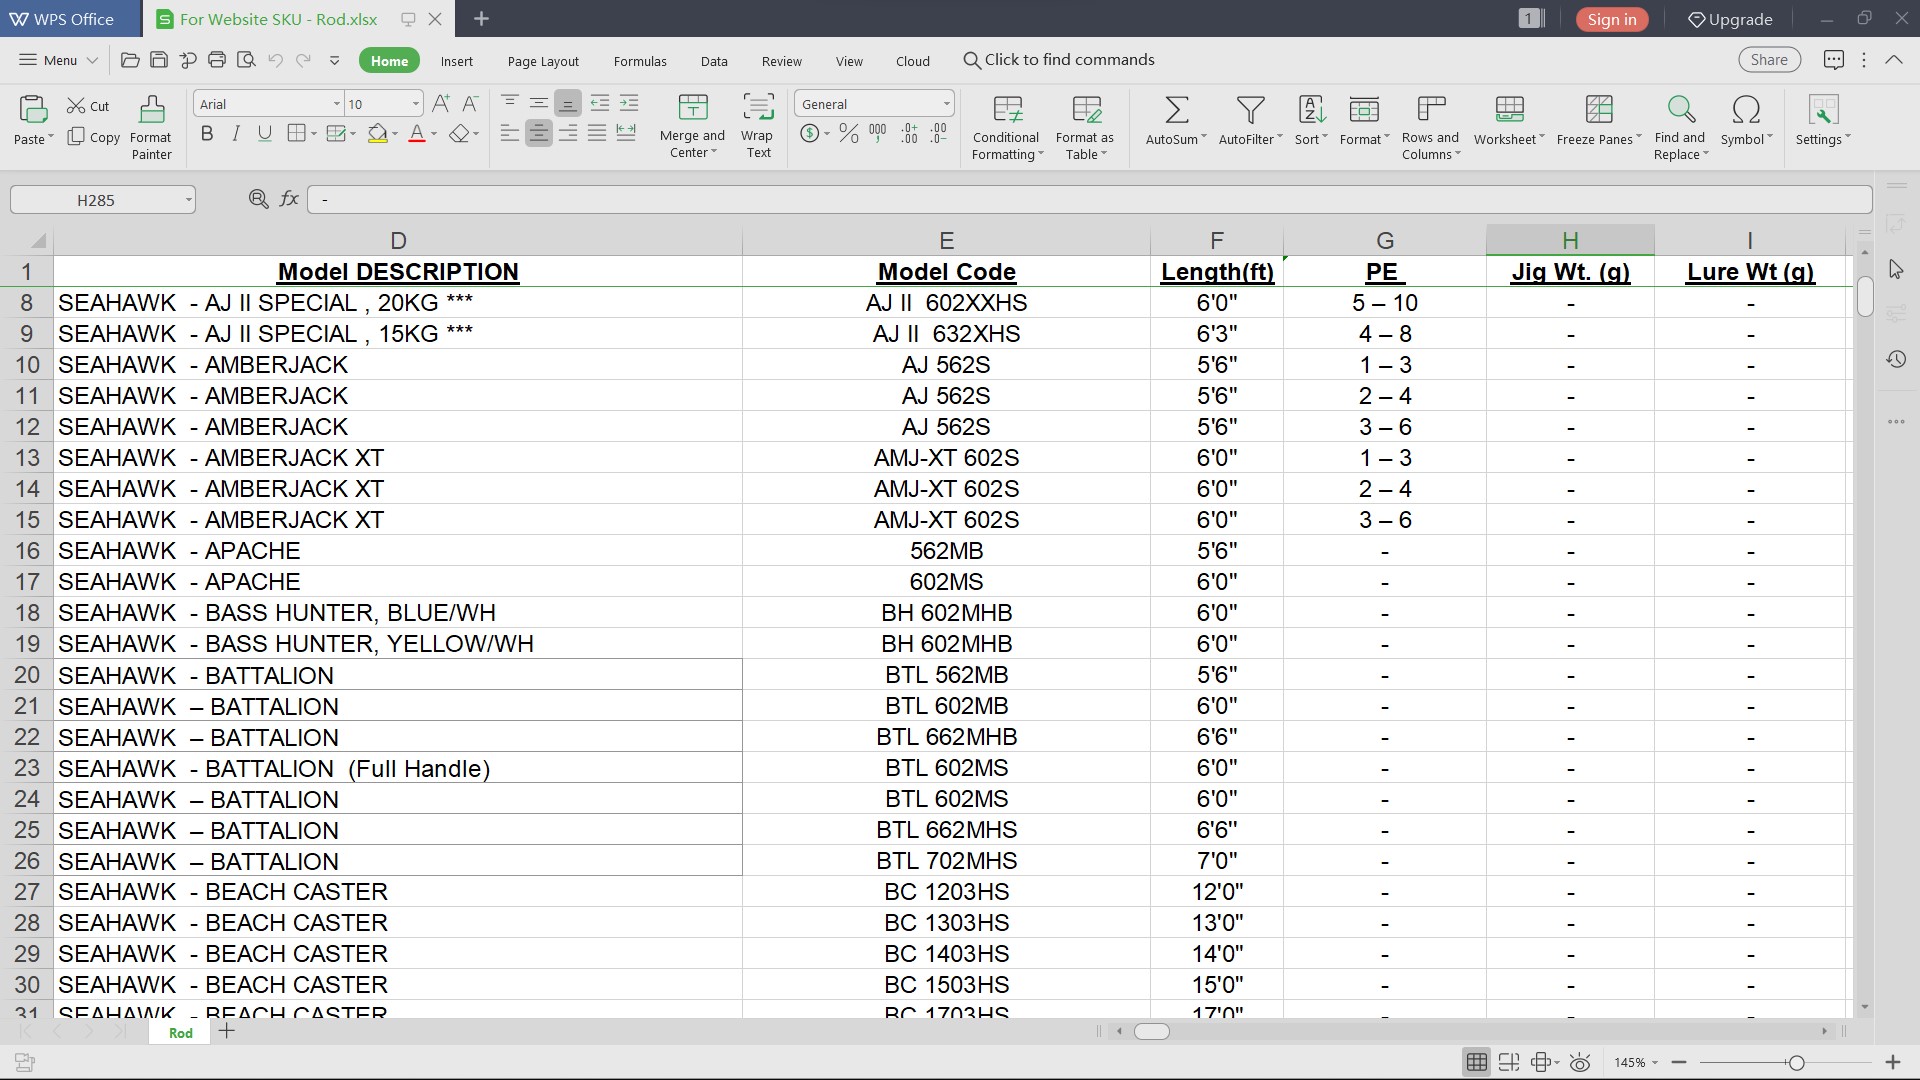 WPS Office For Website SKU - Rod.xlsx 1 Sign in Upgrade
Menu Home Insert Page Layout Formulas Data Review View Cloud Click to find commands Share
Paste Cut Copy Format Painter Arial 10 Merge and Center Wrap Text General Conditional Formatting Format as Table AutoSum AutoFilter Sort Format Rows and Columns Worksheet Freeze Panes Find and Replace Symbol Settings
H285 fx -
D E F G H I
1 Model DESCRIPTION Model Code Length(ft) PE Jig Wt. (g) Lure Wt (g)
8 SEAHAWK - AJ II SPECIAL , 20KG *** AJ II 602XXHS 6'0" 5 – 10 - -
9 SEAHAWK - AJ II SPECIAL , 15KG *** AJ II 632XHS 6'3" 4 – 8 - -
10 SEAHAWK - AMBERJACK AJ 562S 5'6" 1 – 3 - -
11 SEAHAWK - AMBERJACK AJ 562S 5'6" 2 – 4 - -
12 SEAHAWK - AMBERJACK AJ 562S 5'6" 3 – 6 - -
13 SEAHAWK - AMBERJACK XT AMJ-XT 602S 6'0" 1 – 3 - -
14 SEAHAWK - AMBERJACK XT AMJ-XT 602S 6'0" 2 – 4 - -
15 SEAHAWK - AMBERJACK XT AMJ-XT 602S 6'0" 3 – 6 - -
16 SEAHAWK - APACHE 562MB 5'6" - - -
17 SEAHAWK - APACHE 602MS 6'0" - - -
18 SEAHAWK - BASS HUNTER, BLUE/WH BH 602MHB 6'0" - - -
19 SEAHAWK - BASS HUNTER, YELLOW/WH BH 602MHB 6'0" - - -
20 SEAHAWK - BATTALION BTL 562MB 5'6" - - -
21 SEAHAWK – BATTALION BTL 602MB 6'0" - - -
22 SEAHAWK – BATTALION BTL 662MHB 6'6" - - -
23 SEAHAWK - BATTALION (Full Handle) BTL 602MS 6'0" - - -
24 SEAHAWK – BATTALION BTL 602MS 6'0" - - -
25 SEAHAWK – BATTALION BTL 662MHS 6'6" - - -
26 SEAHAWK – BATTALION BTL 702MHS 7'0" - - -
27 SEAHAWK - BEACH CASTER BC 1203HS 12'0" - - -
28 SEAHAWK - BEACH CASTER BC 1303HS 13'0" - - -
29 SEAHAWK - BEACH CASTER BC 1403HS 14'0" - - -
30 SEAHAWK - BEACH CASTER BC 1503HS 15'0" - - -
31 SEAHAWK - BEACH CASTER BC 1703HS 17'0" - - -
Rod
145%